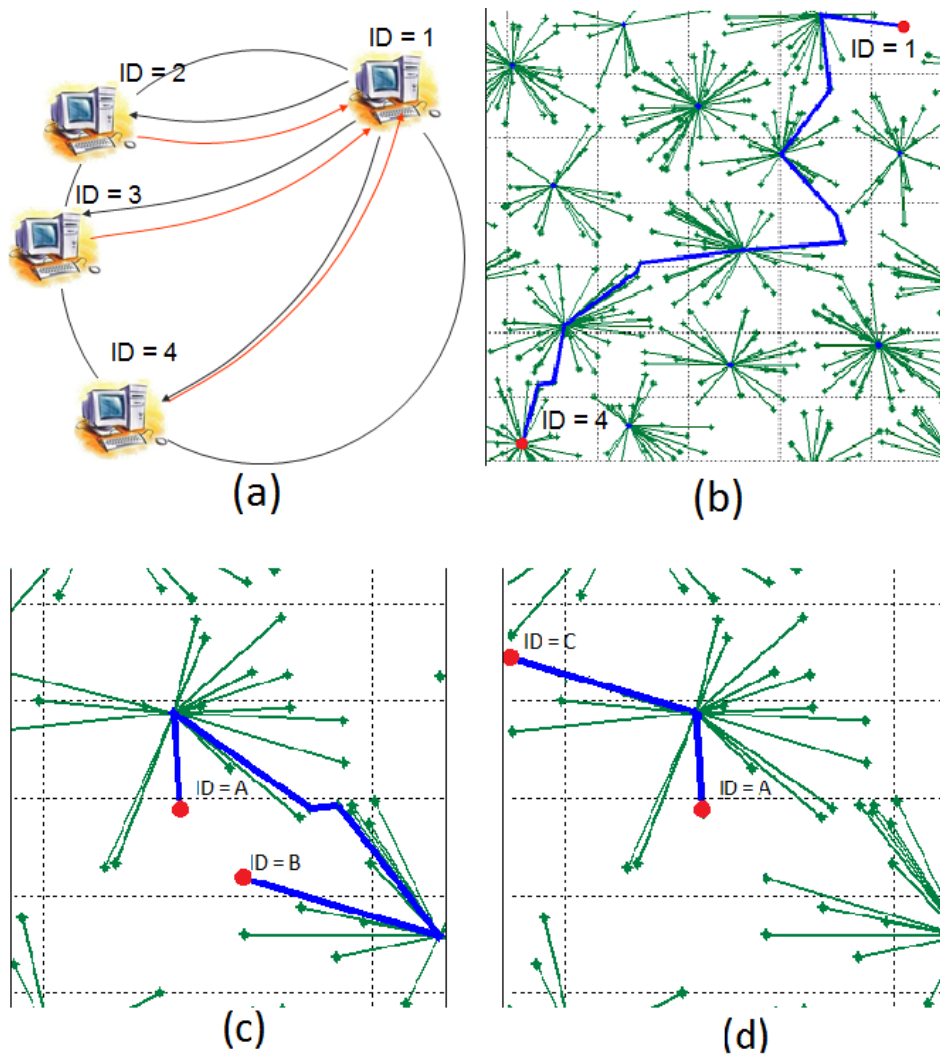 ID = 1
ID = 2
ID = 3
ID = 4
(a)
ID = 1
ID = 4
(b)
ID = A
ID = B
(c)
ID = C
ID = A
(d)